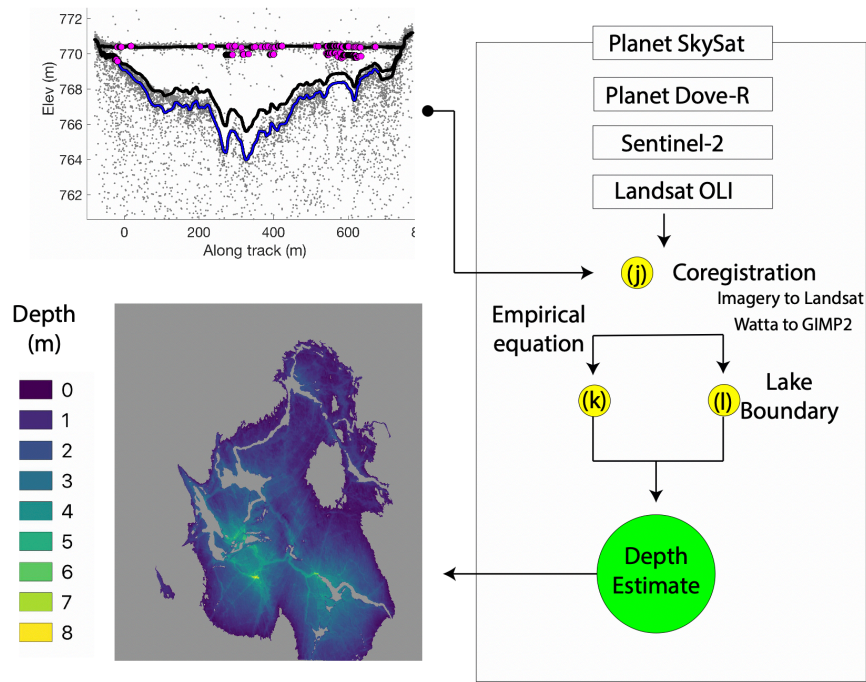 772
770
768
766
764
762
Elev (m)
0
200
400
600
8
Along track (m)
Planet SkySat
Planet Dove-R
Sentinel-2
Landsat OLI
(j)
Coregistration
Imagery to Landsat
Watta to GIMP2
Empirical
equation
(k)
(l)
Lake
Boundary
Depth
Estimate
Depth
(m)
0
1
2
3
4
5
6
7
8